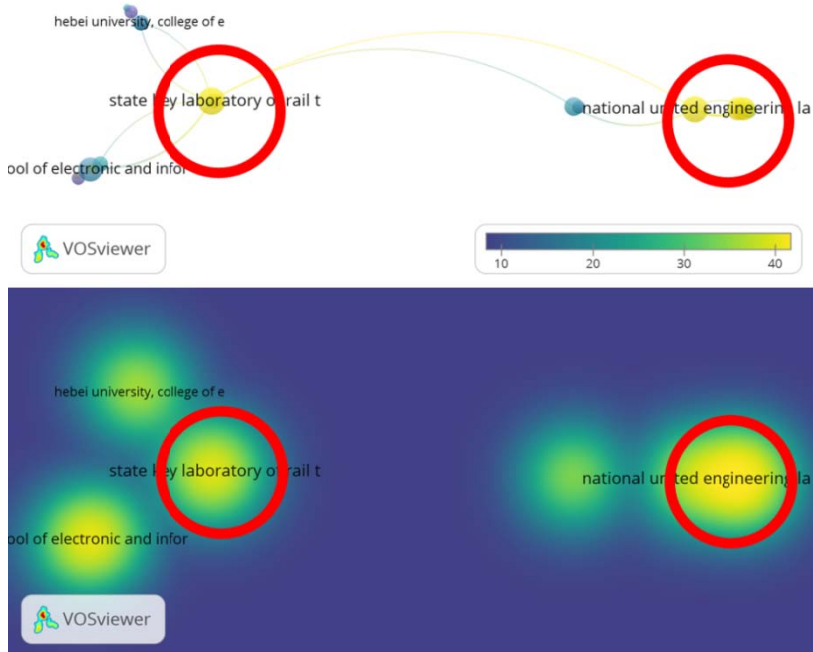 hebei university, college of e
state key laboratory of rail t
national united engineering la
ool of electronic and infor
VOSviewer
10 20 30 40
hebei university, college of e
state key laboratory of rail t
national united engineering la
ool of electronic and infor
VOSviewer